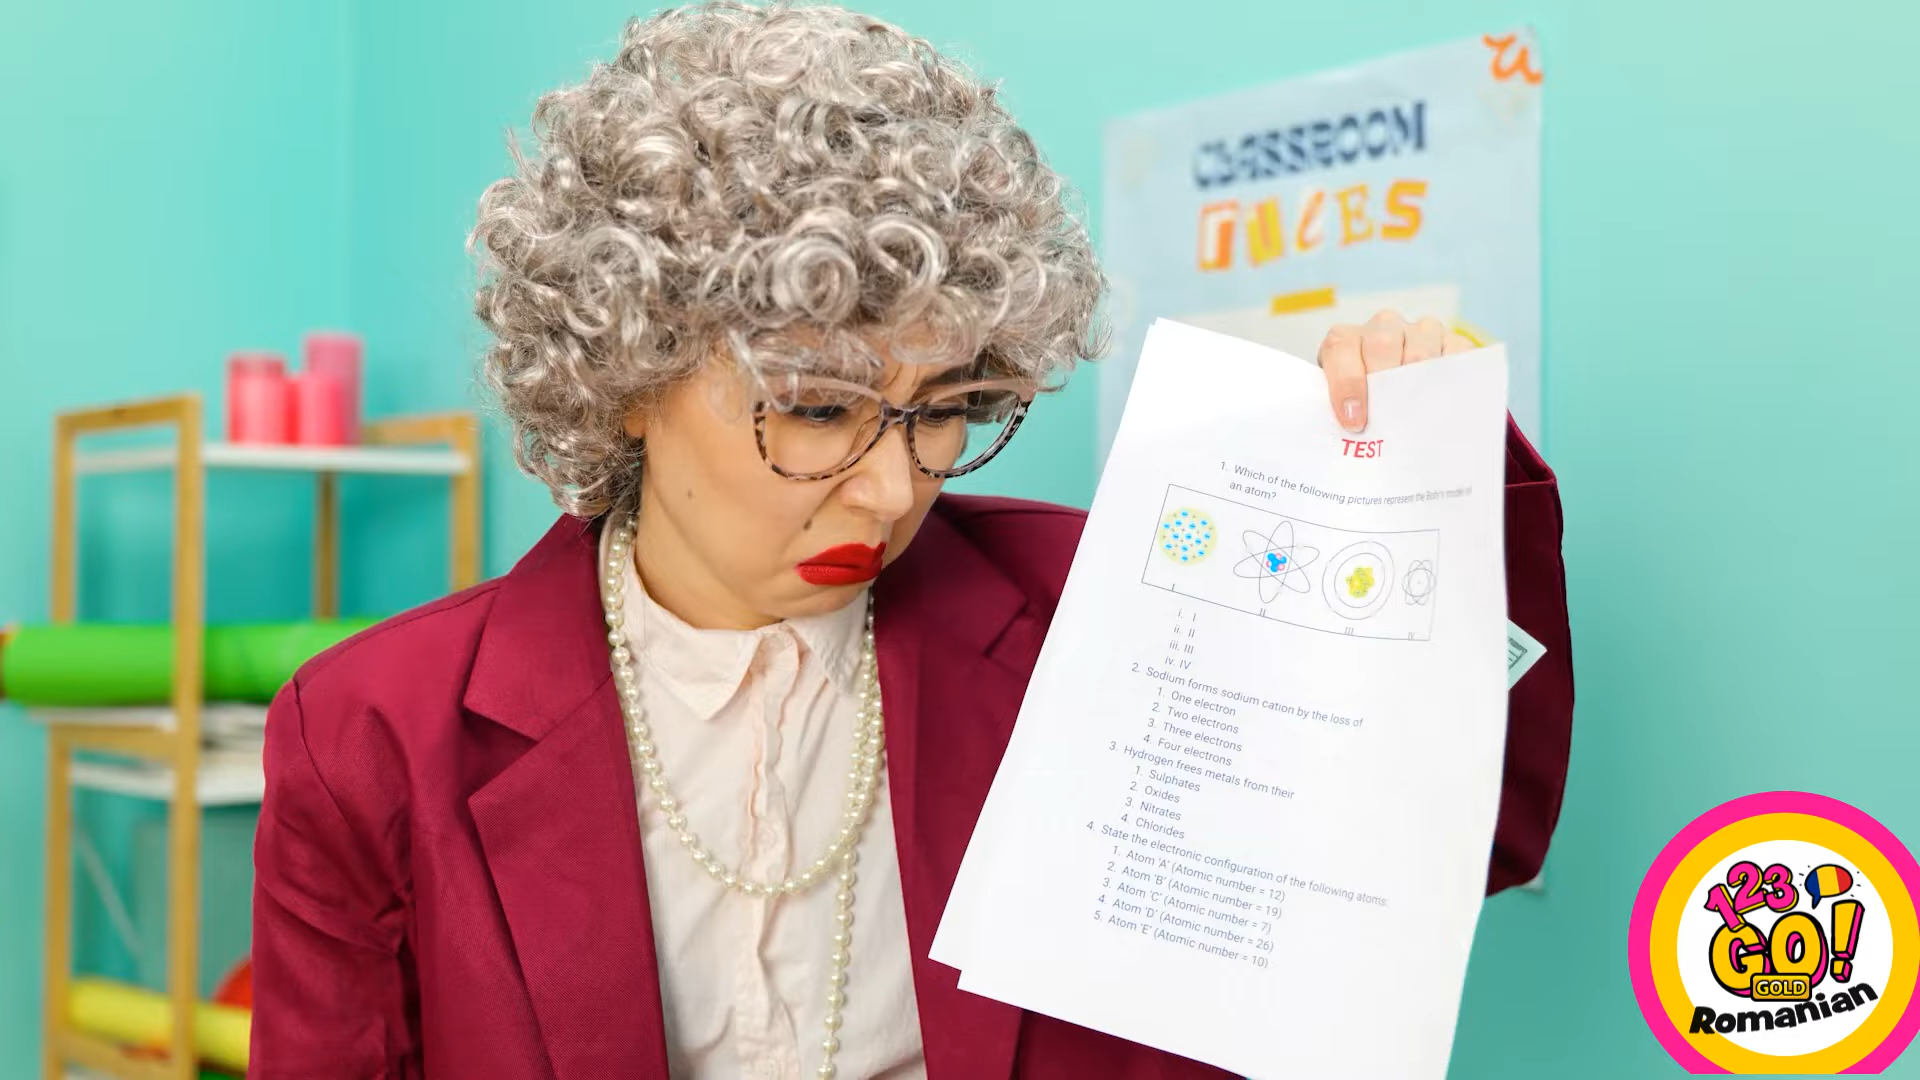 CLASSROOM
RULES
TEST
1. Which of the following pictures represent the Bohr's model of
an atom?
I
II
III
IV
i. I
ii. II
iii. III
iv. IV
2. Sodium forms sodium cation by the loss of
1. One electron
2. Two electrons
3. Three electrons
4. Four electrons
3. Hydrogen frees metals from their
1. Sulphates
2. Oxides
3. Nitrates
4. Chlorides
4. State the electronic configuration of the following atoms:
1. Atom 'A' (Atomic number = 12)
2. Atom 'B' (Atomic number = 19)
3. Atom 'C' (Atomic number = 7)
4. Atom 'D' (Atomic number = 26)
5. Atom 'E' (Atomic number = 10)
123
GO!
GOLD
Romanian